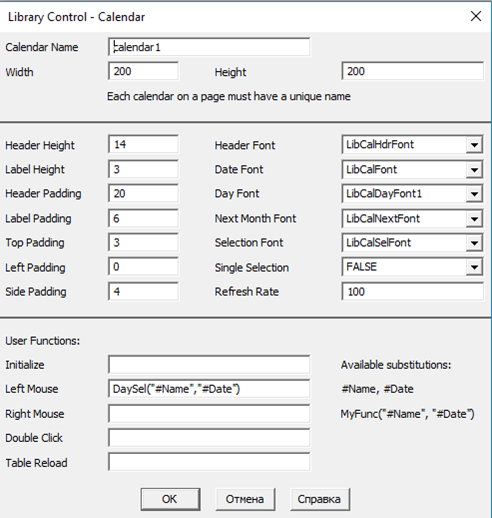 Library Control - Calendar
Calendar Name calendar1
Width 200 Height 200
Each calendar on a page must have a unique name
Header Height 14 Header Font LibCalHdrFont
Label Height 3 Date Font LibCalFont
Header Padding 20 Day Font LibCalDayFont1
Label Padding 6 Next Month Font LibCalNextFont
Top Padding 3 Selection Font LibCalSelFont
Left Padding 0 Single Selection FALSE
Side Padding 4 Refresh Rate 100
User Functions:
Initialize Available substitutions:
Left Mouse DaySel("#Name","#Date") #Name, #Date
Right Mouse MyFunc("#Name", "#Date")
Double Click
Table Reload
OK Отмена Справка